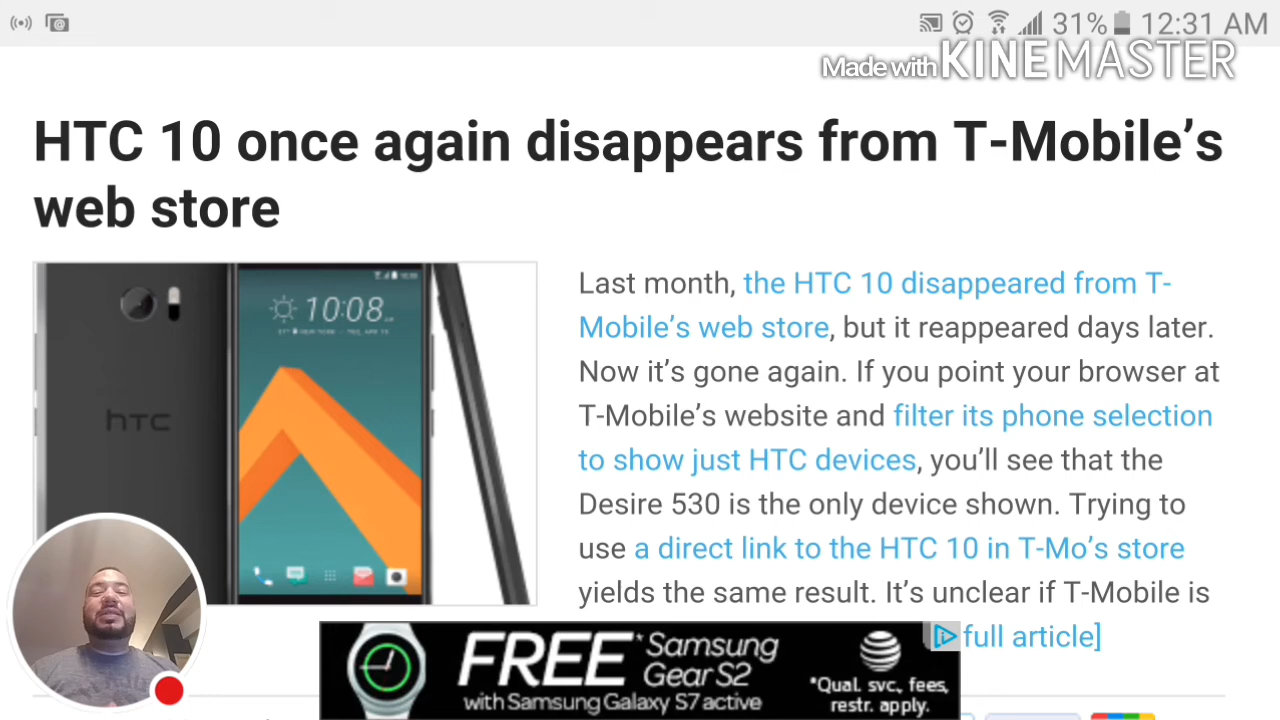 31% 12:31 AM
Made with KINEMASTER
HTC 10 once again disappears from T-Mobile’s
web store
10:08
htc
Last month, the HTC 10 disappeared from T-
Mobile’s web store, but it reappeared days later.
Now it’s gone again. If you point your browser at
T-Mobile’s website and filter its phone selection
to show just HTC devices, you’ll see that the
Desire 530 is the only device shown. Trying to
use a direct link to the HTC 10 in T-Mo’s store
yields the same result. It’s unclear if T-Mobile is
full article]
FREE* Samsung
Gear S2
with Samsung Galaxy S7 active
AT&T
*Qual. svc., fees,
restr. apply.